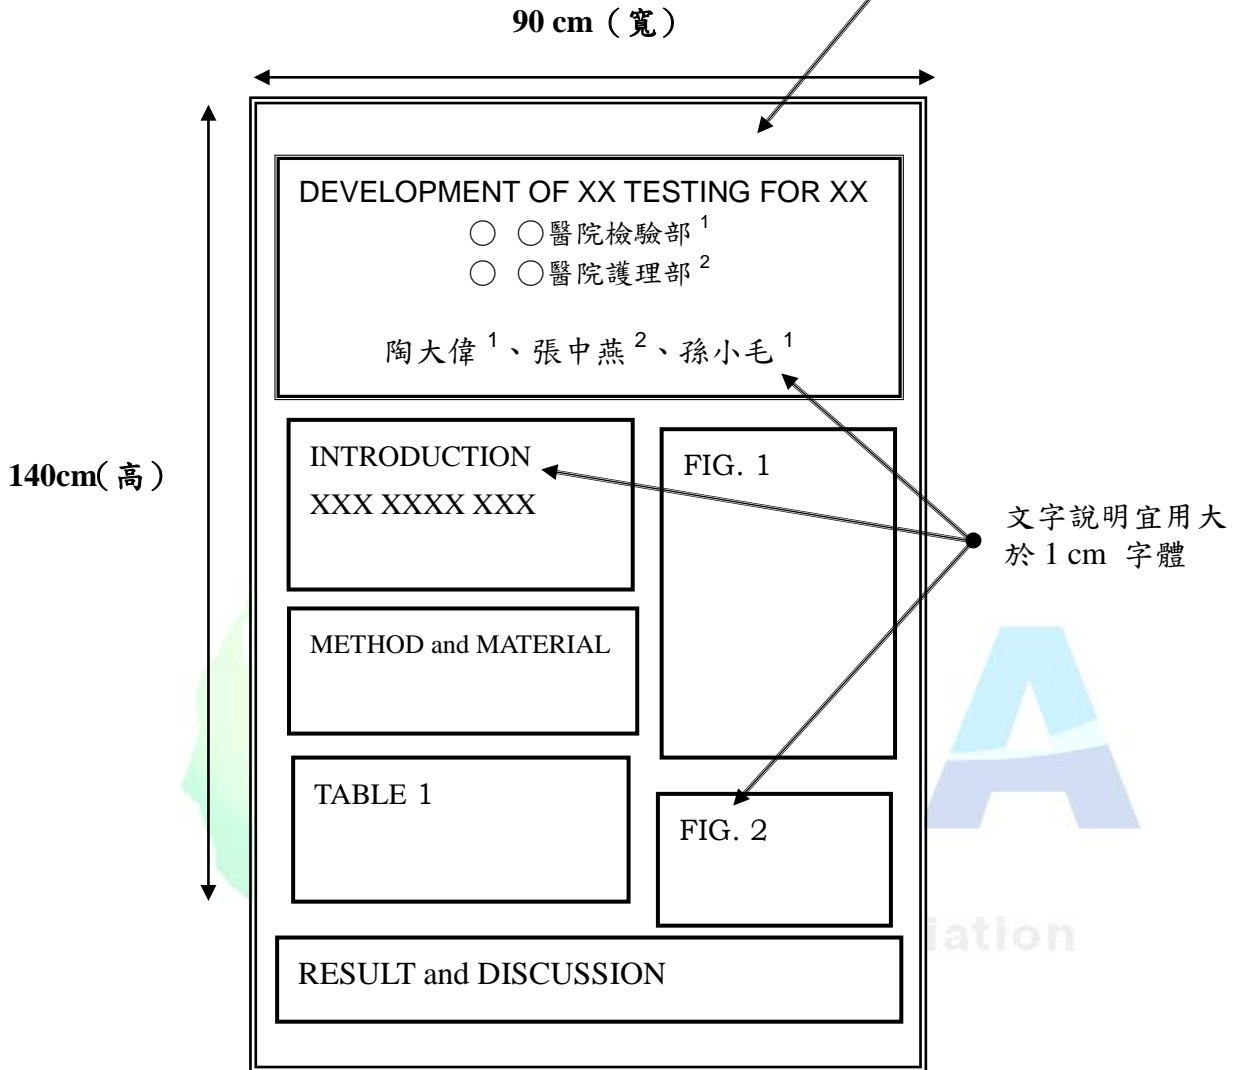 90 cm（寬）
DEVELOPMENT OF XX TESTING FOR XX
○ ○醫院檢驗部 1
○ ○醫院護理部 2
陶大偉 1、張中燕 2、孫小毛 1
140cm(高）
INTRODUCTION
XXX XXXX XXX
FIG. 1
文字說明宜用大
於 1 cm 字體
METHOD and MATERIAL
TABLE 1
FIG. 2
RESULT and DISCUSSION
A
iation